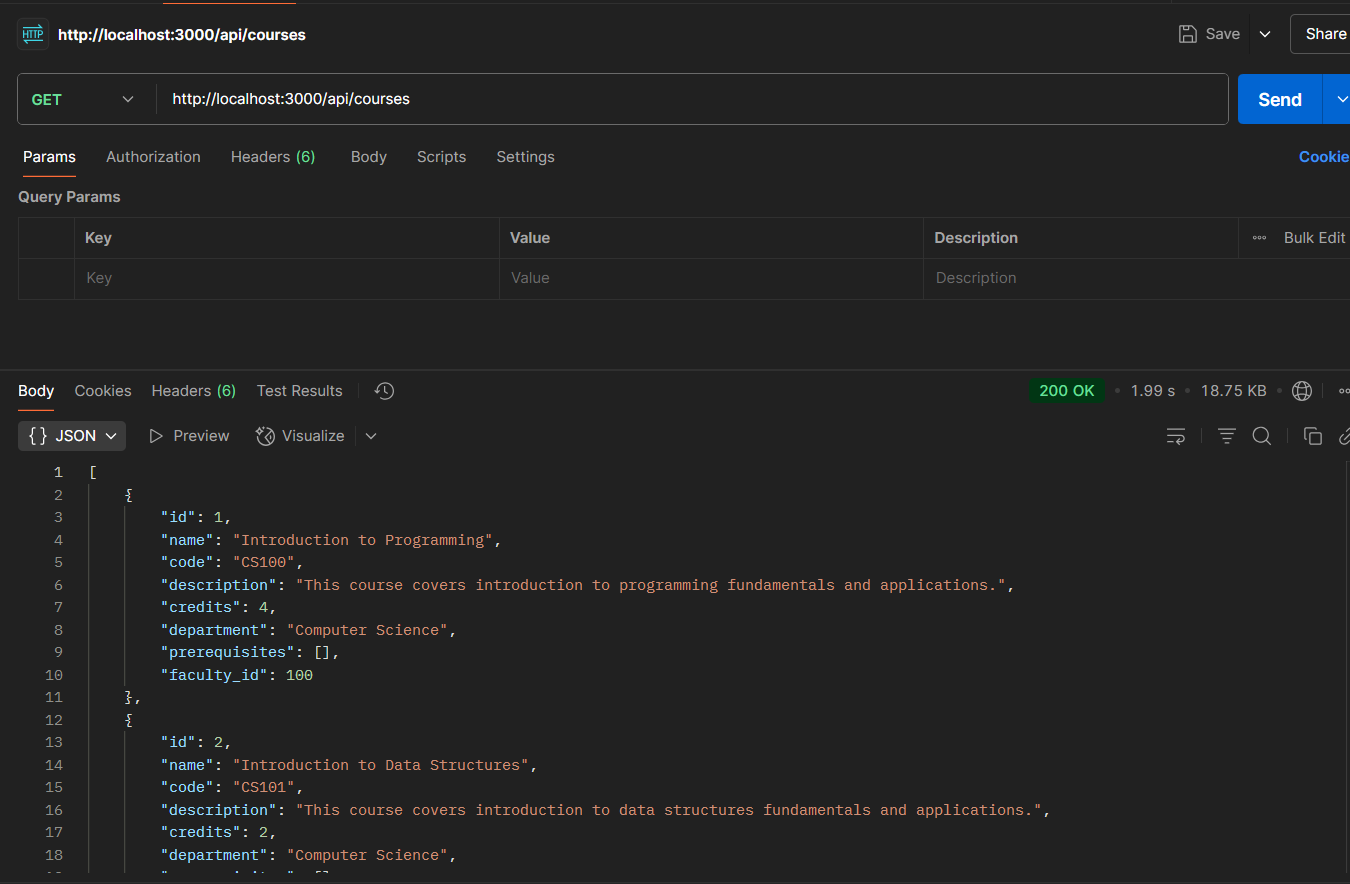 HTTP http://localhost:3000/api/courses Save Share
GET http://localhost:3000/api/courses Send
Params Authorization Headers (6) Body Scripts Settings Cookie
Query Params
Key Value Description Bulk Edit
Key Value Description
Body Cookies Headers (6) Test Results 200 OK • 1.99 s • 18.75 KB •
{} JSON Preview Visualize
1 [
2 {
3 "id": 1,
4 "name": "Introduction to Programming",
5 "code": "CS100",
6 "description": "This course covers introduction to programming fundamentals and applications.",
7 "credits": 4,
8 "department": "Computer Science",
9 "prerequisites": [],
10 "faculty_id": 100
11 },
12 {
13 "id": 2,
14 "name": "Introduction to Data Structures",
15 "code": "CS101",
16 "description": "This course covers introduction to data structures fundamentals and applications.",
17 "credits": 2,
18 "department": "Computer Science",